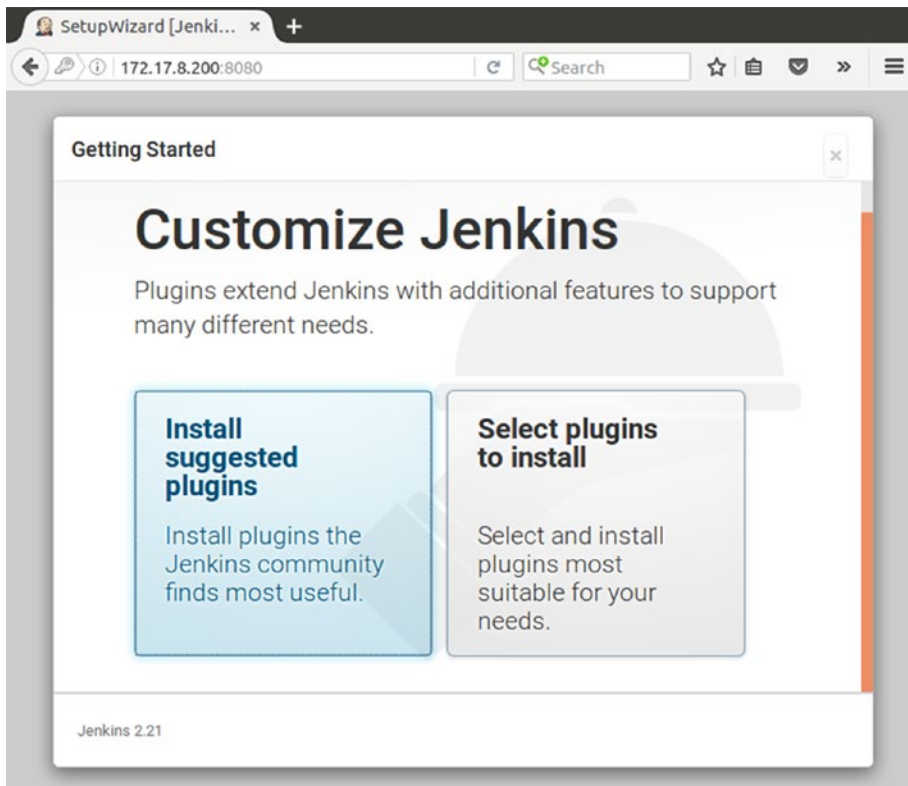 SetupWizard [Jenki... × +
172.17.8.200:8080
Search
Getting Started
×
Customize Jenkins
Plugins extend Jenkins with additional features to support
many different needs.
Install
suggested
plugins
Install plugins the
Jenkins community
finds most useful.
Select plugins
to install
Select and install
plugins most
suitable for your
needs.
Jenkins 2.21